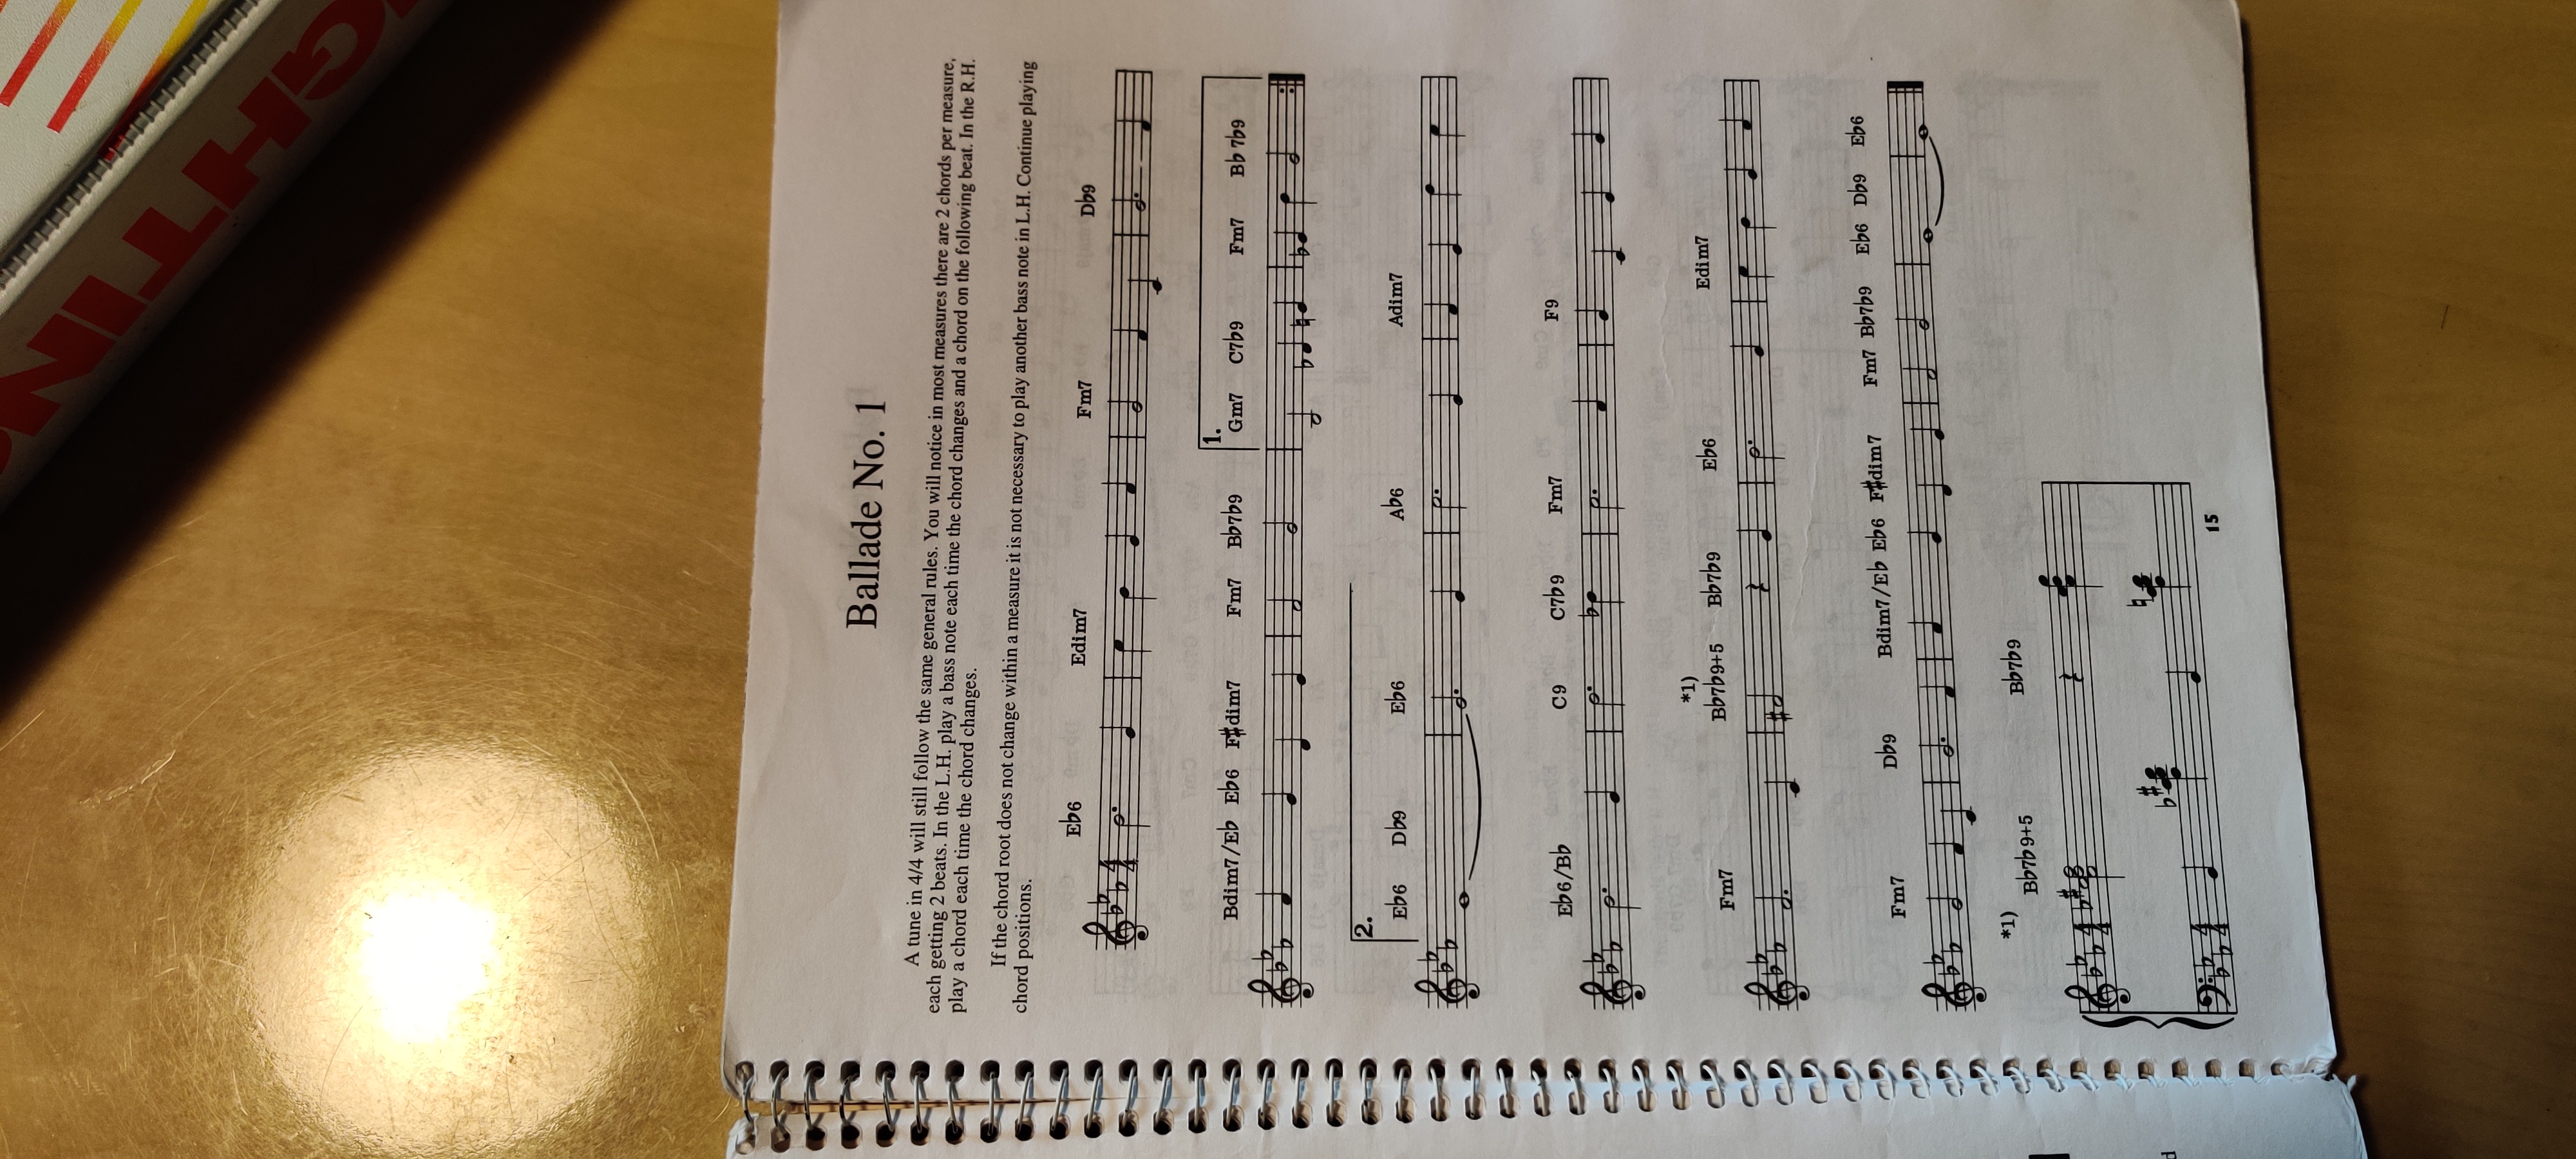 Ballade No. 1
A tune in 4/4 will still follow the same general rules. You will notice in most measures there are 2 chords per measure,
each getting 2 beats. In the L.H. play a bass note each time the chord changes and a chord on the following beat. In the R.H.
play a chord each time the chord changes.
If the chord root does not change within a measure it is not necessary to play another bass note in L.H. Continue playing
chord positions.
E♭6 Edim7 Fm7 D♭9
4 4
1.
Bdim7/E♭ E♭6 F♯dim7 Fm7 B♭7♭9 Gm7 C7♭9 Fm7 B♭7♭9
2.
E♭6 D♭9 E♭6 A♭6 Adim7
E♭6/B♭ C9 C7♭9 Fm7 F9
*1)
Fm7 B♭7♭9+5 B♭7♭9 E♭6 Edim7
Fm7 D♭9 Bdim7/E♭ E♭6 F♯dim7 Fm7 B♭7♭9 E♭6 D♭9 E♭6
*1)
B♭7♭9+5 B♭7♭9
4 4
4 4
15